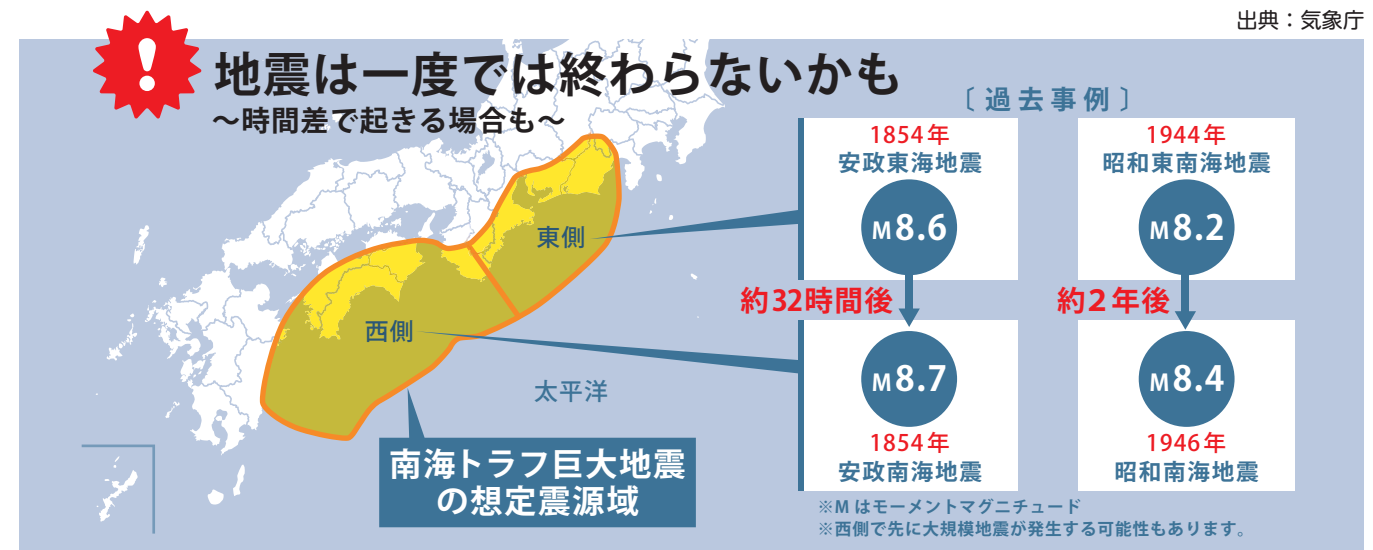 出典：気象庁
地震は一度では終わらないかも
～時間差で起きる場合も～
〔過去事例〕
1854年
安政東海地震
M8.6
約32時間後
M8.7
1854年
安政南海地震
1944年
昭和東南海地震
M8.2
約2年後
M8.4
1946年
昭和南海地震
東側
西側
太平洋
南海トラフ巨大地震
の想定震源域
※Mはモーメントマグニチュード
※西側で先に大規模地震が発生する可能性もあります。